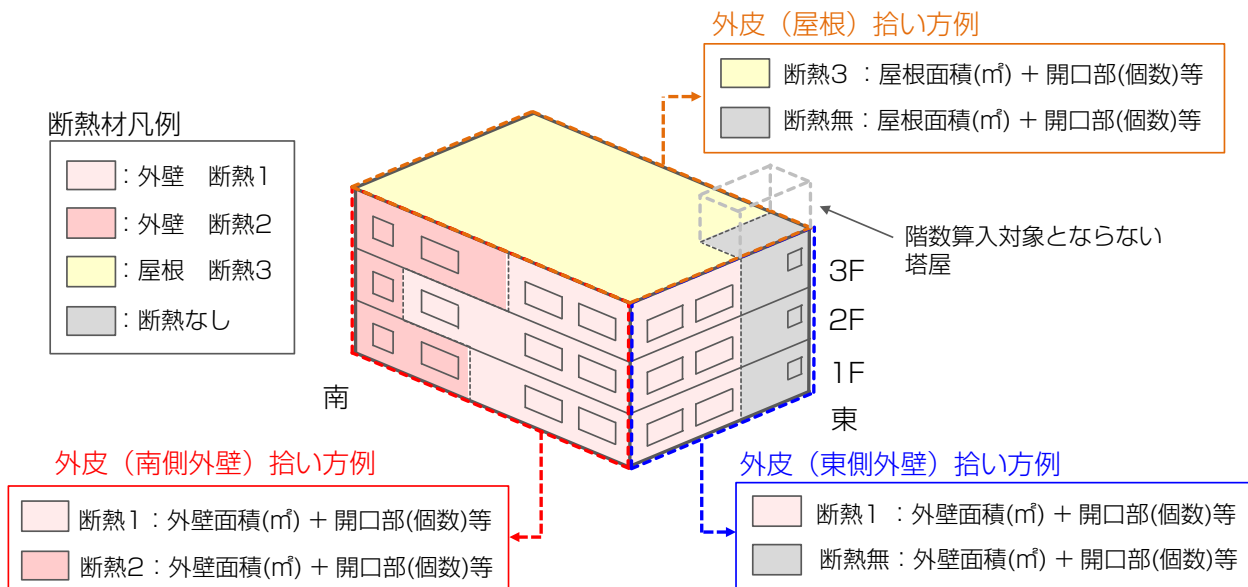 外皮（屋根）拾い方例
断熱3 ：屋根面積(㎡) + 開口部(個数)等
断熱無：屋根面積(㎡) + 開口部(個数)等
断熱材凡例
：外壁　断熱1
：外壁　断熱2
：屋根　断熱3
：断熱なし
階数算入対象とならない
塔屋
3F
2F
1F
南
東
外皮（南側外壁）拾い方例
断熱1：外壁面積(㎡) + 開口部(個数)等
断熱2：外壁面積(㎡) + 開口部(個数)等
外皮（東側外壁）拾い方例
断熱1 ：外壁面積(㎡) + 開口部(個数)等
断熱無：外壁面積(㎡) + 開口部(個数)等